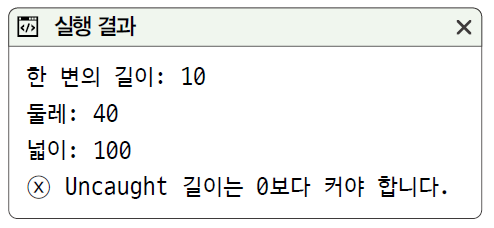 실행 결과
한 변의 길이: 10
둘레: 40
넓이: 100
ⓧ Uncaught 길이는 0보다 커야 합니다.